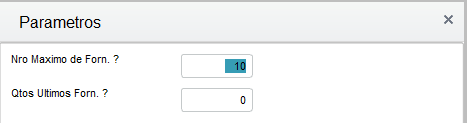 Parametros
Nro Maximo de Forn. ? 10
Qtos Ultimos Forn. ? 0